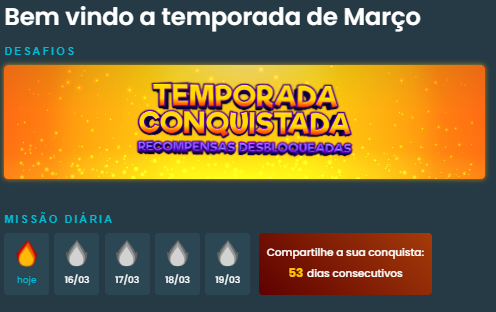 Bem vindo a temporada de Março
DESAFIOS
TEMPORADA
CONQUISTADA
RECOMPENSAS DESBLOQUEADAS
MISSÃO DIÁRIA
hoje 16/03 17/03 18/03 19/03
Compartilhe a sua conquista:
53 dias consecutivos